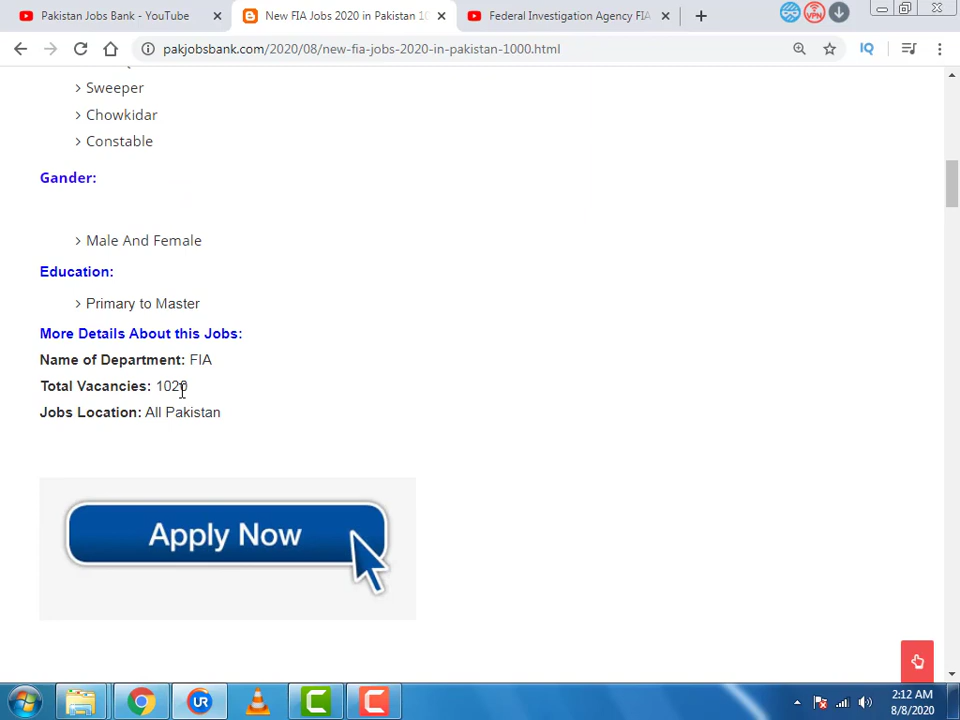 Pakistan Jobs Bank - YouTube
New FIA Jobs 2020 in Pakistan 10
Federal Investigation Agency FIA
pakjobsbank.com/2020/08/new-fia-jobs-2020-in-pakistan-1000.html
IQ
VPN
Sweeper
Chowkidar
Constable
Gander:
Male And Female
Education:
Primary to Master
More Details About this Jobs:
Name of Department: FIA
Total Vacancies: 1020
Jobs Location: All Pakistan
Apply Now
UR
2:12 AM
8/8/2020